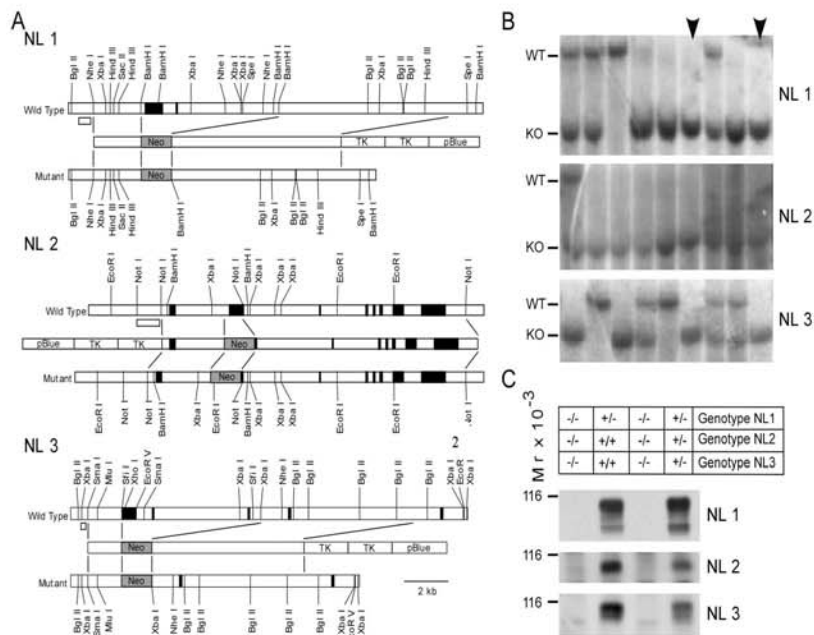 A
NL 1
Bgl II
Nhe I
Xba I
Hind III
Sac II
Hind III
BamH I
BamH I
Xba I
Nhe I
Xba I
Xba I
Spe I
Nhe I
BamH I
BamH I
Bgl II
Xba I
Bgl II
Bgl II
Hind III
Spe I
BamH I
Wild Type
Neo TK TK pBlue
Mutant Neo
Bgl II
Nhe I
Xba I
Hind III
Sac II
Hind III
BamH I
Bgl II
Xba I
Bgl II
Bgl II
Hind III
Spe I
BamH I
NL 2
EcoR I
Not I
Not I
BamH I
Xba I
Not I
BamH I
Xba I
Xba I
Xba I
EcoR I
EcoR I
Not I
Wild Type
pBlue TK TK Neo
Mutant Neo
EcoR I
Not I
Not I
BamH I
Xba I
EcoR I
Not I
BamH I
Xba I
Xba I
Xba I
EcoR I
EcoR I
Not I
NL 3
2
Bgl II
Xba I
Sma I
Mlu I
Sfi I
Xho I
EcoR V
Sma I
Xba I
Sfi I
Xba I
Nhe I
Bgl II
Bgl II
Bgl II
Bgl II
Bgl II
Xba I
EcoR
Xba I
Wild Type
Neo TK TK pBlue
Mutant Neo
2 kb
Bgl II
Xba I
Sma I
Mlu I
Xba I
Nhe I
Bgl II
Bgl II
Bgl II
Bgl II
Bgl II
Xba I
coR V
Xba I
B
WT
KO
NL 1
WT
KO
NL 2
WT
KO
NL 3
C
Mr x 10⁻³
-/- +/- -/- +/- Genotype NL1
-/- +/+ -/- +/- Genotype NL2
-/- +/+ -/- +/- Genotype NL3
116
NL 1
116
NL 2
116
NL 3